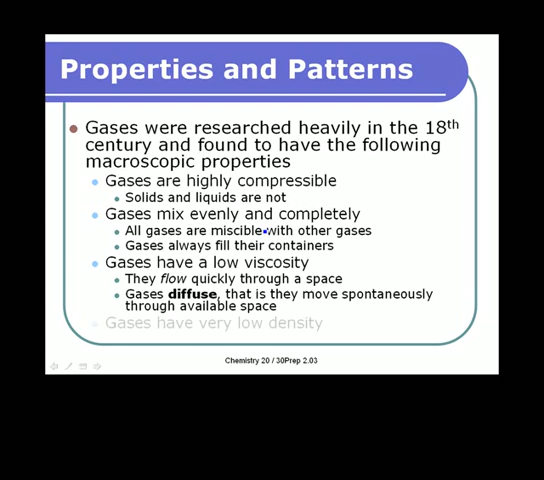 Properties and Patterns
Gases were researched heavily in the 18th
century and found to have the following
macroscopic properties
Gases are highly compressible
Solids and liquids are not
Gases mix evenly and completely
All gases are miscible with other gases
Gases always fill their containers
Gases have a low viscosity
They flow quickly through a space
Gases diffuse, that is they move spontaneously
through available space
Gases have very low density
Chemistry 20 / 30Prep 2.03